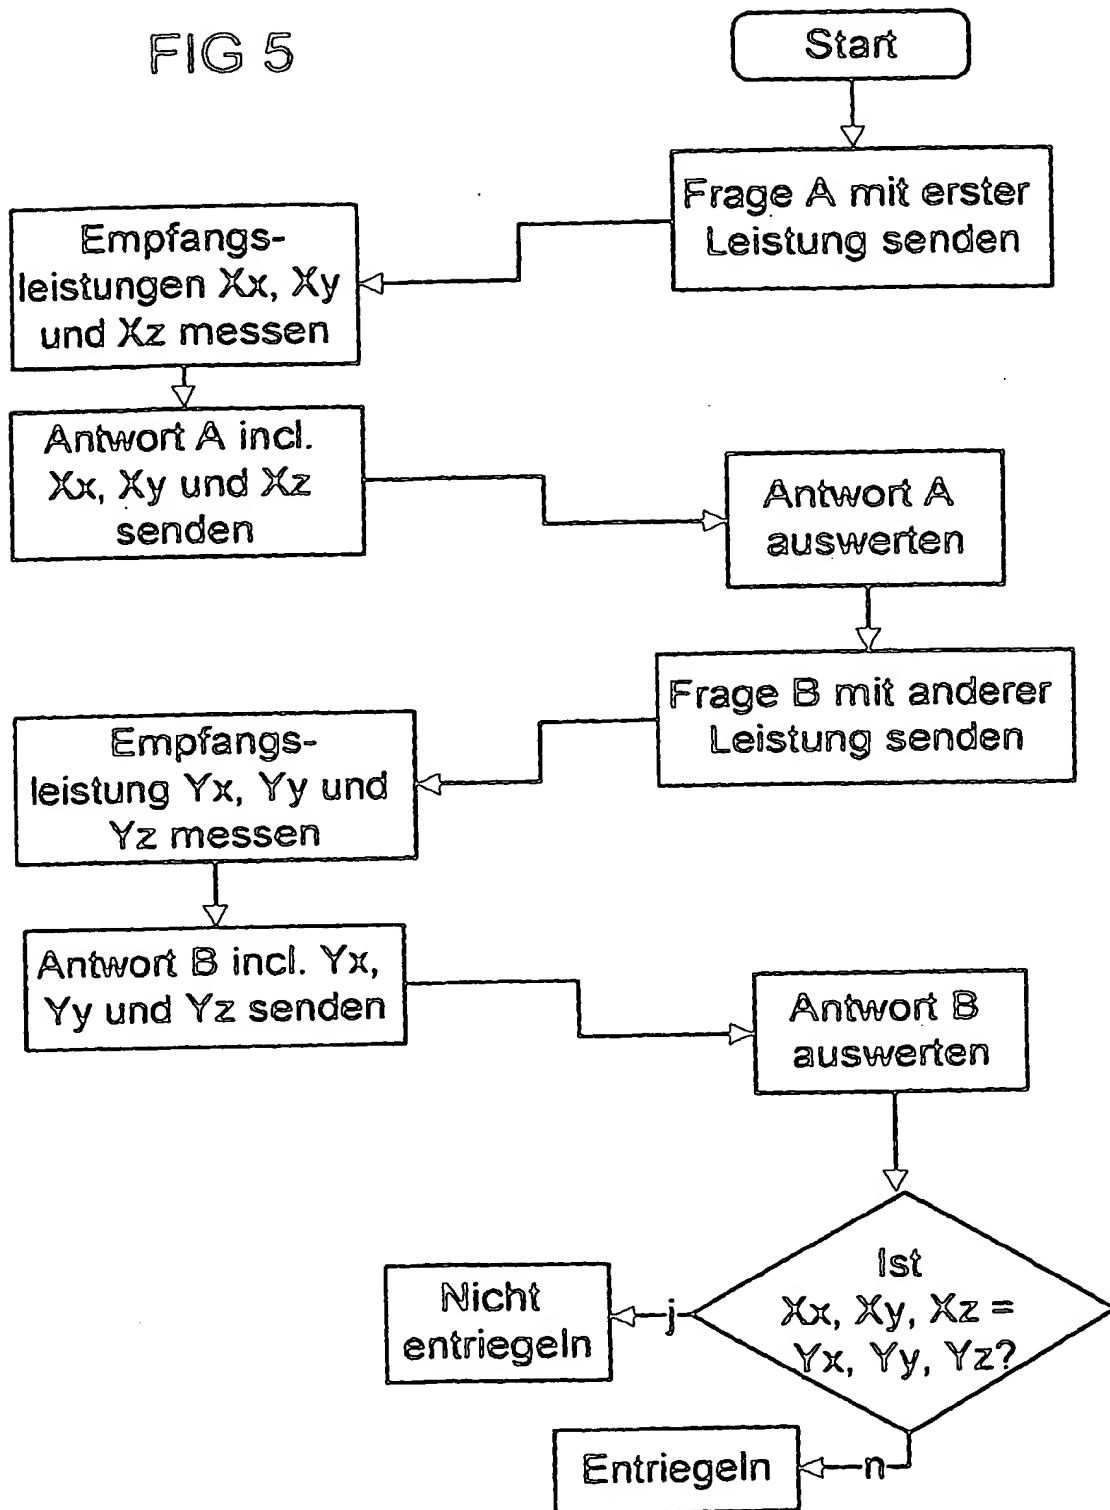 FIG 5
Start
Frage A mit erster
Leistung senden
Empfangs-
leistungen Xx, Xy
und Xz messen
Antwort A incl.
Xx, Xy und Xz
senden
Antwort A
auswerten
Frage B mit anderer
Leistung senden
Empfangs-
leistung Yx, Yy und
Yz messen
Antwort B incl. Yx,
Yy und Yz senden
Antwort B
auswerten
Ist
Xx, Xy, Xz =
Yx, Yy, Yz?
j
Nicht
entriegeln
n
Entriegeln